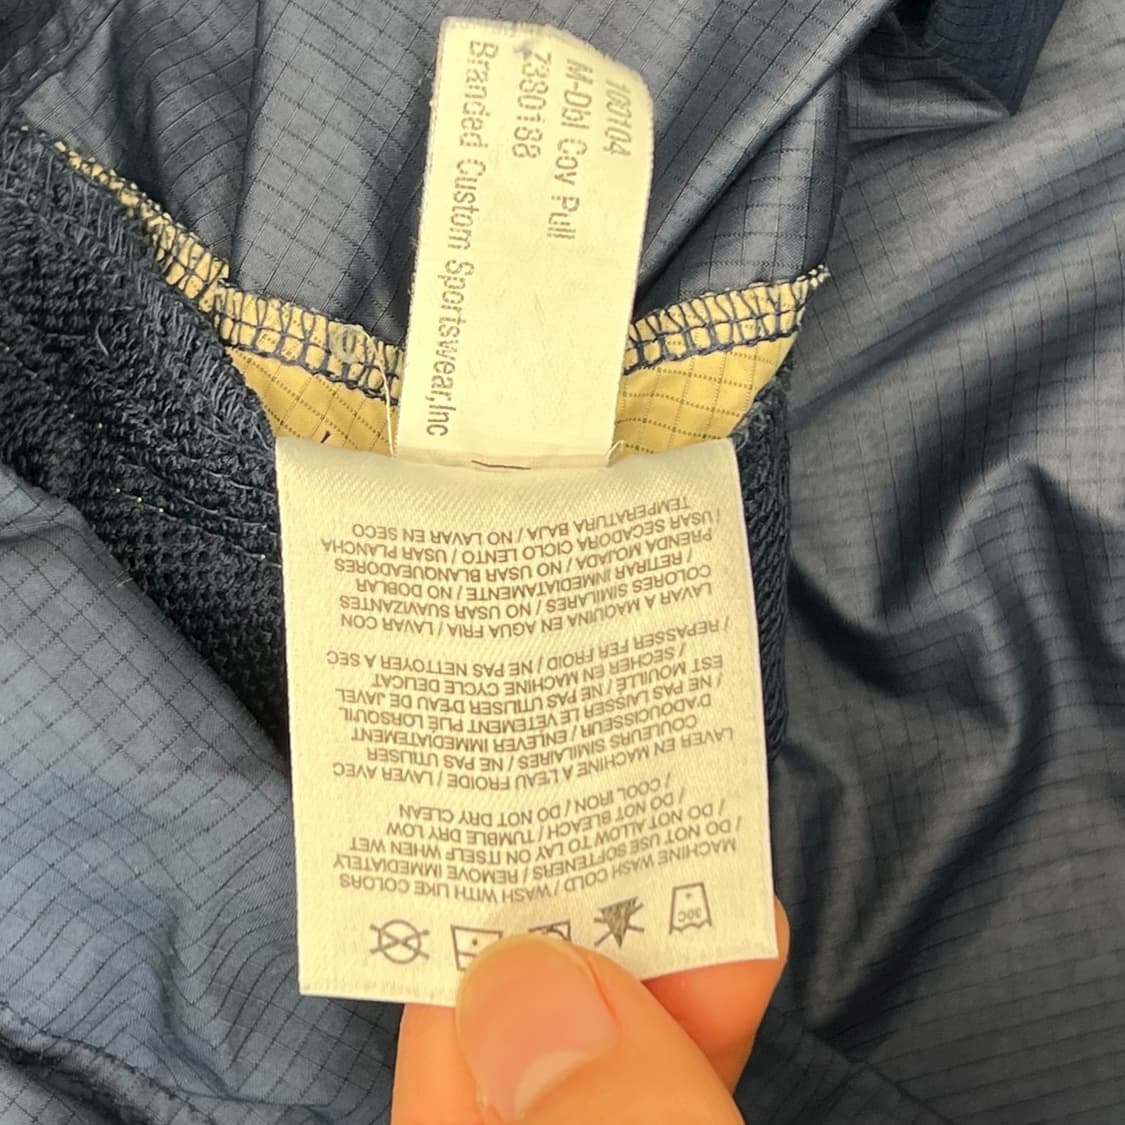 100104
M-Dbl Cov Pull
7380188
Branded Custom Sportswear,Inc
30C
MACHINE WASH COLD / WASH WITH LIKE COLORS
/ DO NOT USE SOFTENERS / REMOVE IMMEDIATELY
/ DO NOT ALLOW TO LAY ON ITSELF WHEN WET
/ DO NOT BLEACH / TUMBLE DRY LOW
/ COOL IRON / DO NOT DRY CLEAN
LAVER EN MACHINE A L'EAU FROIDE / LAVER AVEC
COULEURS SIMILAIRES / NE PAS UTILISER
D'ADOUCISSEUR / ENLEVER IMMEDIATEMENT
/ NE PAS LAISSER LE VETEMENT PLIÉ LORSQUIL
EST MOUILLÉ / NE PAS UTILISER D'EAU DE JAVEL
/ SECHER EN MACHINE CYCLE DELICAT
/ REPASSER FER FROID / NE PAS NETTOYER A SEC
LAVAR A MAQUINA EN AGUA FRIA / LAVAR CON
COLORES SIMILARES / NO USAR SUAVIZANTES
/ RETIRAR INMEDIATAMENTE / NO DOBLAR
PRENDA MOJADA / NO USAR BLANQUEADORES
/ USAR SECADORA CICLO LENTO / USAR PLANCHA
TEMPERATURA BAJA / NO LAVAR EN SECO